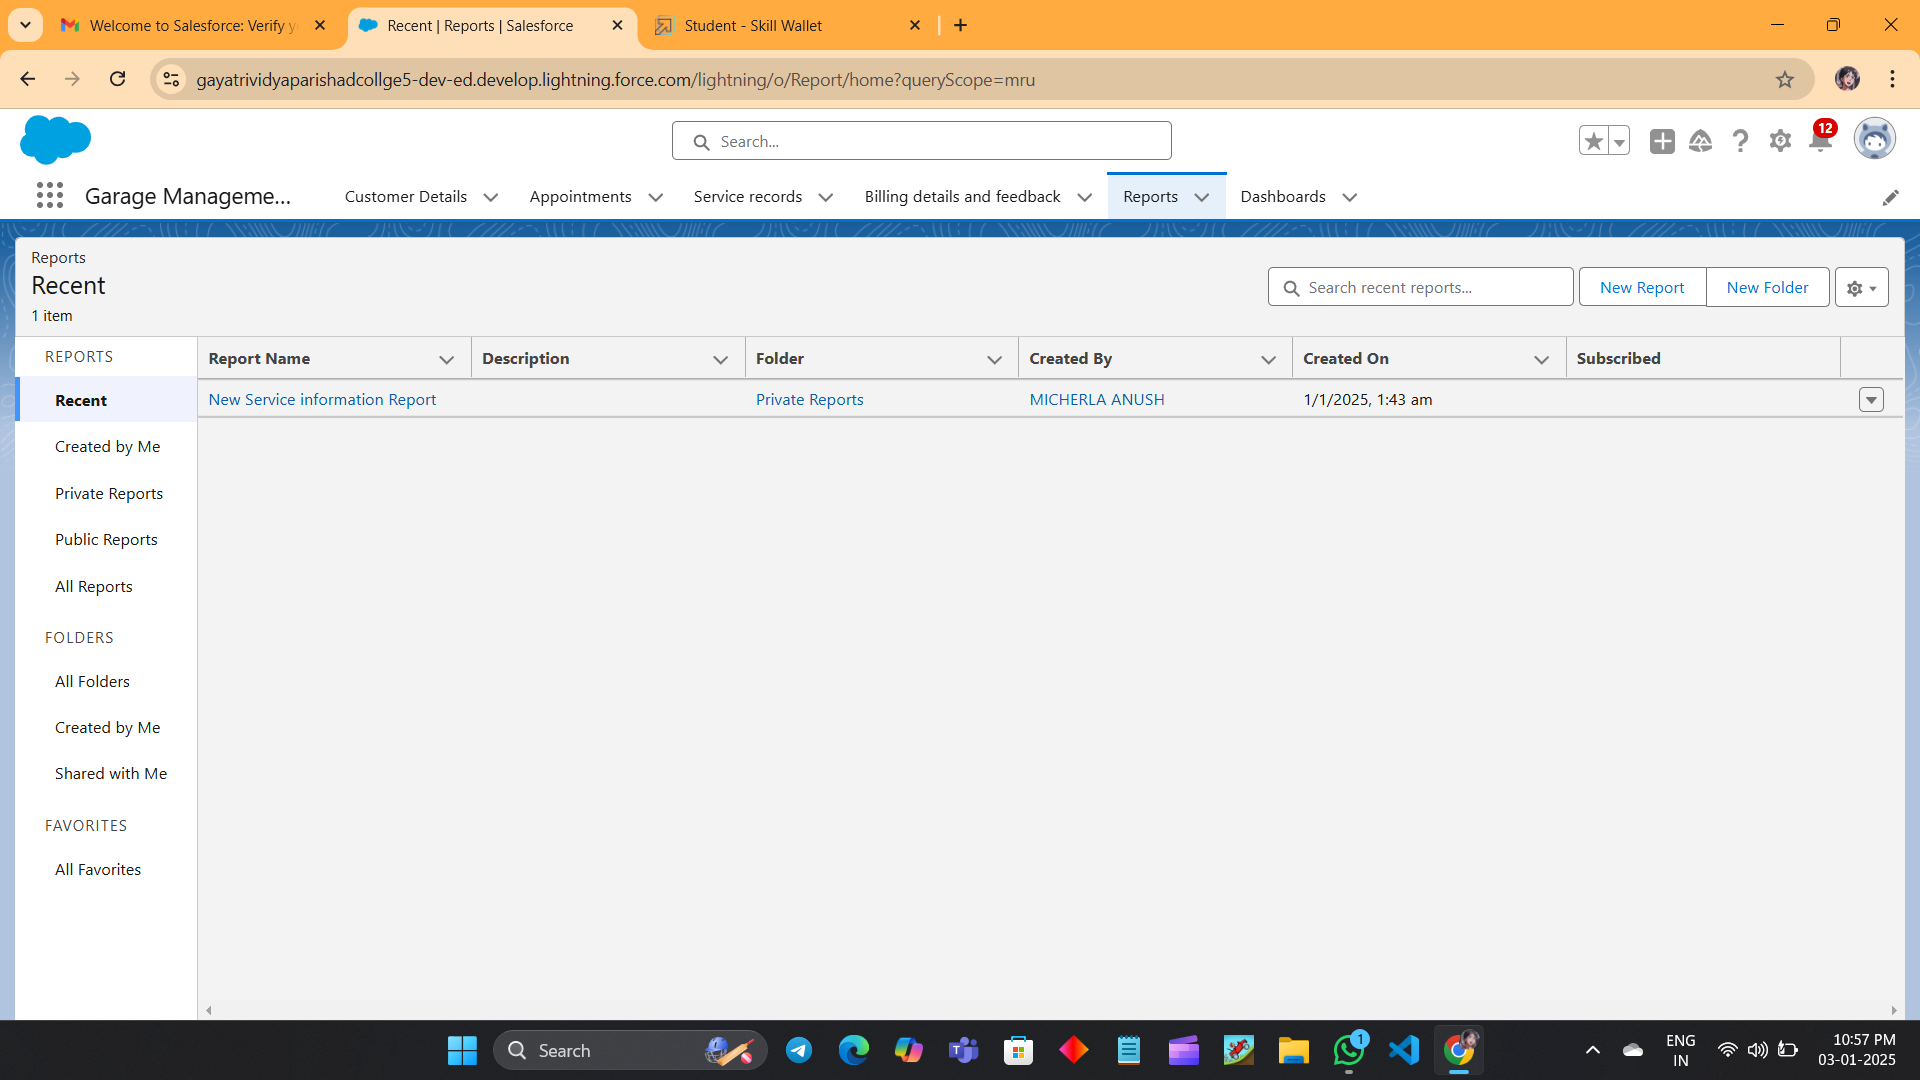 Welcome to Salesforce: Verify y
Recent | Reports | Salesforce
Student - Skill Wallet
gayatrividyaparishadcollge5-dev-ed.develop.lightning.force.com/lightning/o/Report/home?queryScope=mru
Search...
12
Garage Manageme...
Customer Details
Appointments
Service records
Billing details and feedback
Reports
Dashboards
Reports
Recent
1 item
Search recent reports...
New Report
New Folder
REPORTS
Report Name
Description
Folder
Created By
Created On
Subscribed
Recent
New Service information Report
Private Reports
MICHERLA ANUSH
1/1/2025, 1:43 am
Created by Me
Private Reports
Public Reports
All Reports
FOLDERS
All Folders
Created by Me
Shared with Me
FAVORITES
All Favorites
Search
1
ENG
IN
10:57 PM
03-01-2025